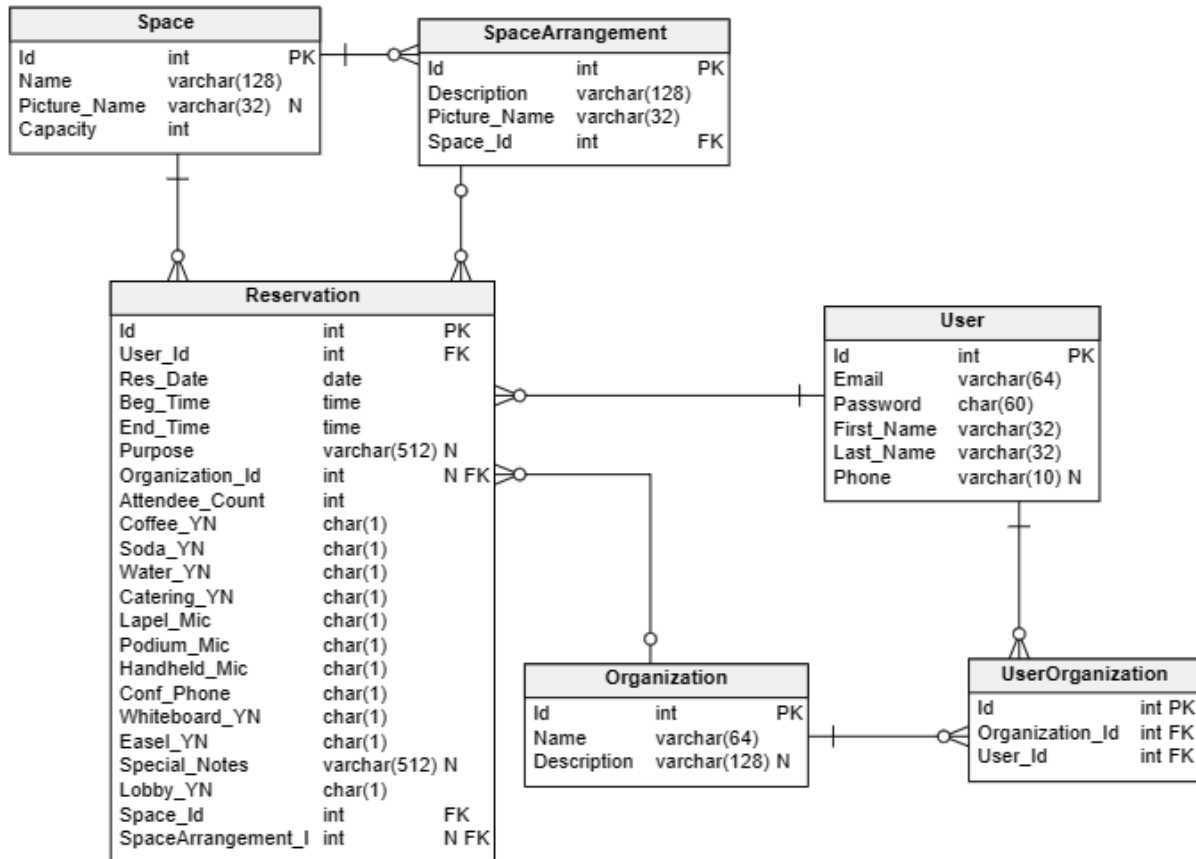 Space
Id int PK
Name varchar(128)
Picture_Name varchar(32) N
Capacity int
SpaceArrangement
Id int PK
Description varchar(128)
Picture_Name varchar(32)
Space_Id int FK
Reservation
Id int PK
User_Id int FK
Res_Date date
Beg_Time time
End_Time time
Purpose varchar(512) N
Organization_Id int N FK
Attendee_Count int
Coffee_YN char(1)
Soda_YN char(1)
Water_YN char(1)
Catering_YN char(1)
Lapel_Mic char(1)
Podium_Mic char(1)
Handheld_Mic char(1)
Conf_Phone char(1)
Whiteboard_YN char(1)
Easel_YN char(1)
Special_Notes varchar(512) N
Lobby_YN char(1)
Space_Id int FK
SpaceArrangement_I int N FK
User
Id int PK
Email varchar(64)
Password char(60)
First_Name varchar(32)
Last_Name varchar(32)
Phone varchar(10) N
Organization
Id int PK
Name varchar(64)
Description varchar(128) N
UserOrganization
Id int PK
Organization_Id int FK
User_Id int FK